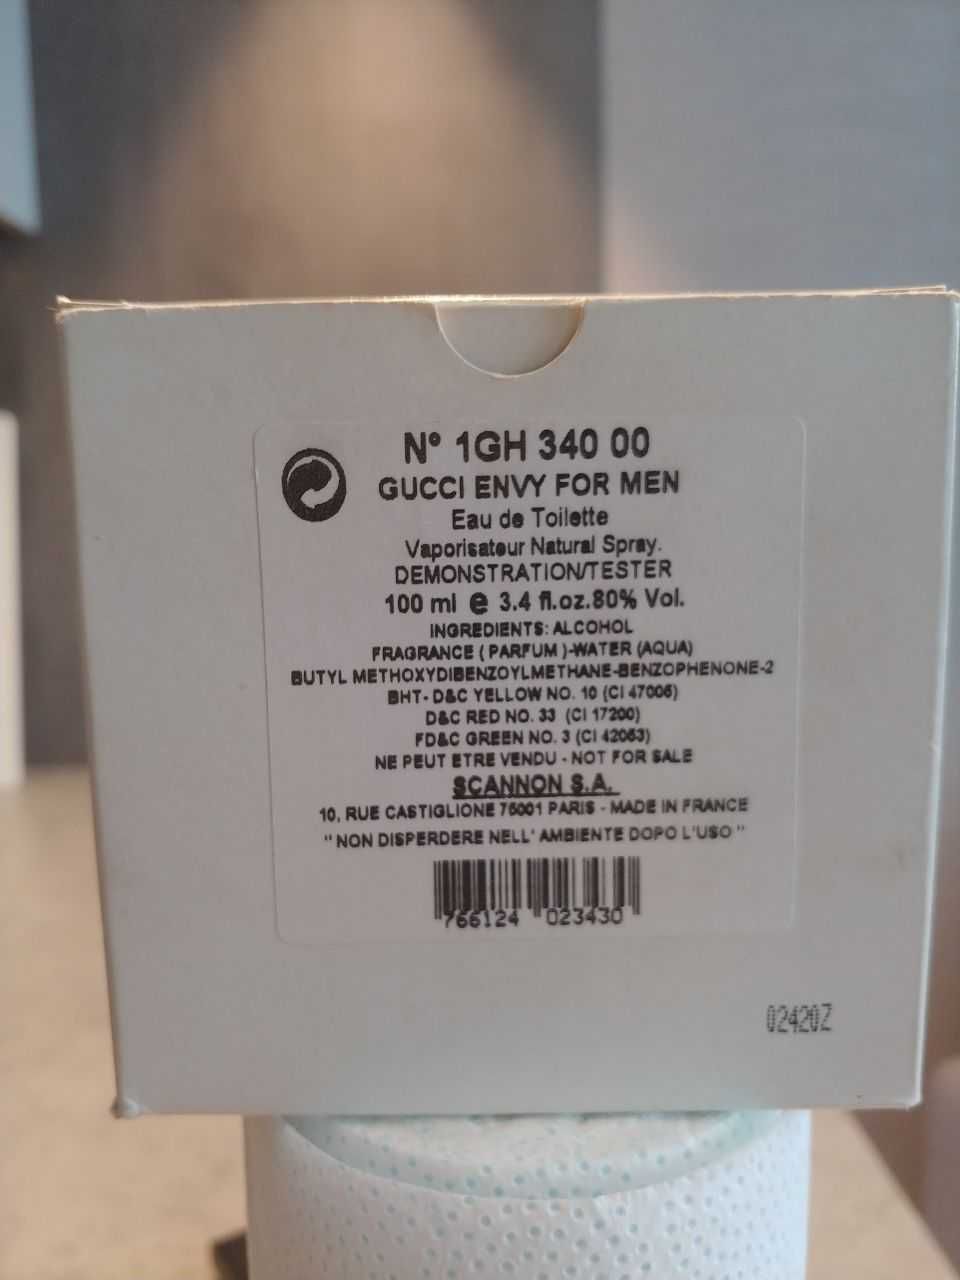 N° 1GH 340 00
GUCCI ENVY FOR MEN
Eau de Toilette
Vaporisateur Natural Spray.
DEMONSTRATION/TESTER
100 ml e 3.4 fl.oz.80% Vol.
INGREDIENTS: ALCOHOL
FRAGRANCE ( PARFUM )-WATER (AQUA)
BUTYL METHOXYDIBENZOYLMETHANE-BENZOPHENONE-2
BHT- D&C YELLOW NO. 10 (CI 47005)
D&C RED NO. 33 (CI 17200)
FD&C GREEN NO. 3 (CI 42053)
NE PEUT ETRE VENDU - NOT FOR SALE
SCANNON S.A.
10, RUE CASTIGLIONE 75001 PARIS - MADE IN FRANCE
" NON DISPERDERE NELL' AMBIENTE DOPO L'USO "
766124 023430
02420Z